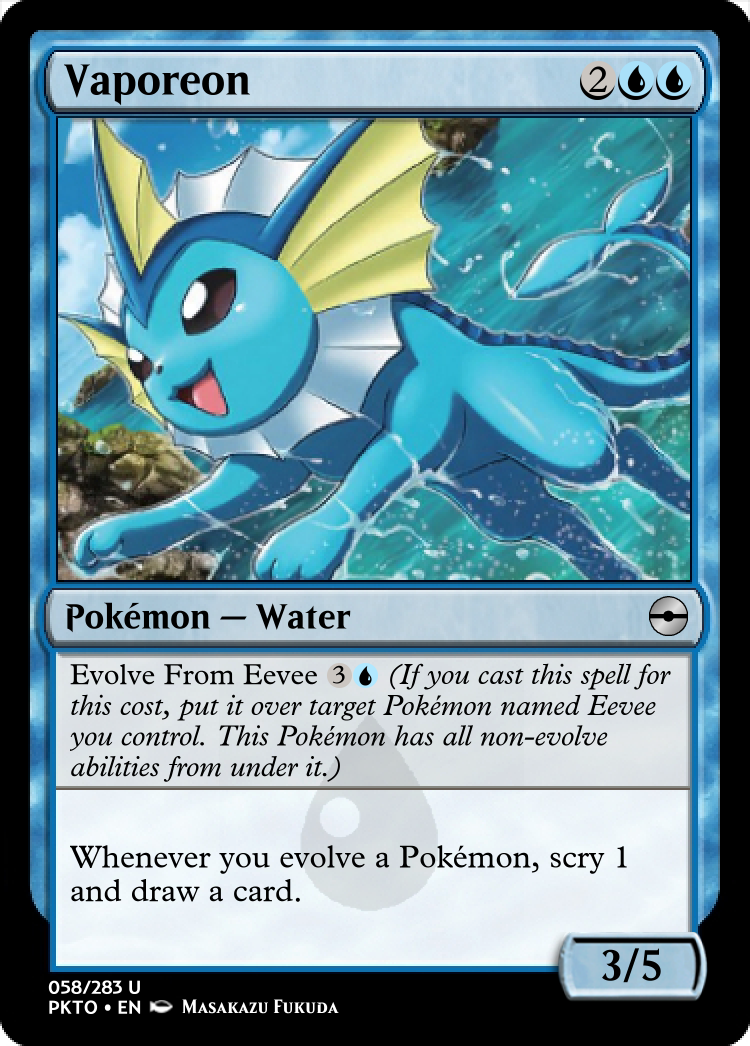 Vaporeon 2
Pokémon — Water
Evolve From Eevee 3 (If you cast this spell for
this cost, put it over target Pokémon named Eevee
you control. This Pokémon has all non-evolve
abilities from under it.)
Whenever you evolve a Pokémon, scry 1
and draw a card.
3/5
058/283 U
PKTO • EN MASAKAZU FUKUDA